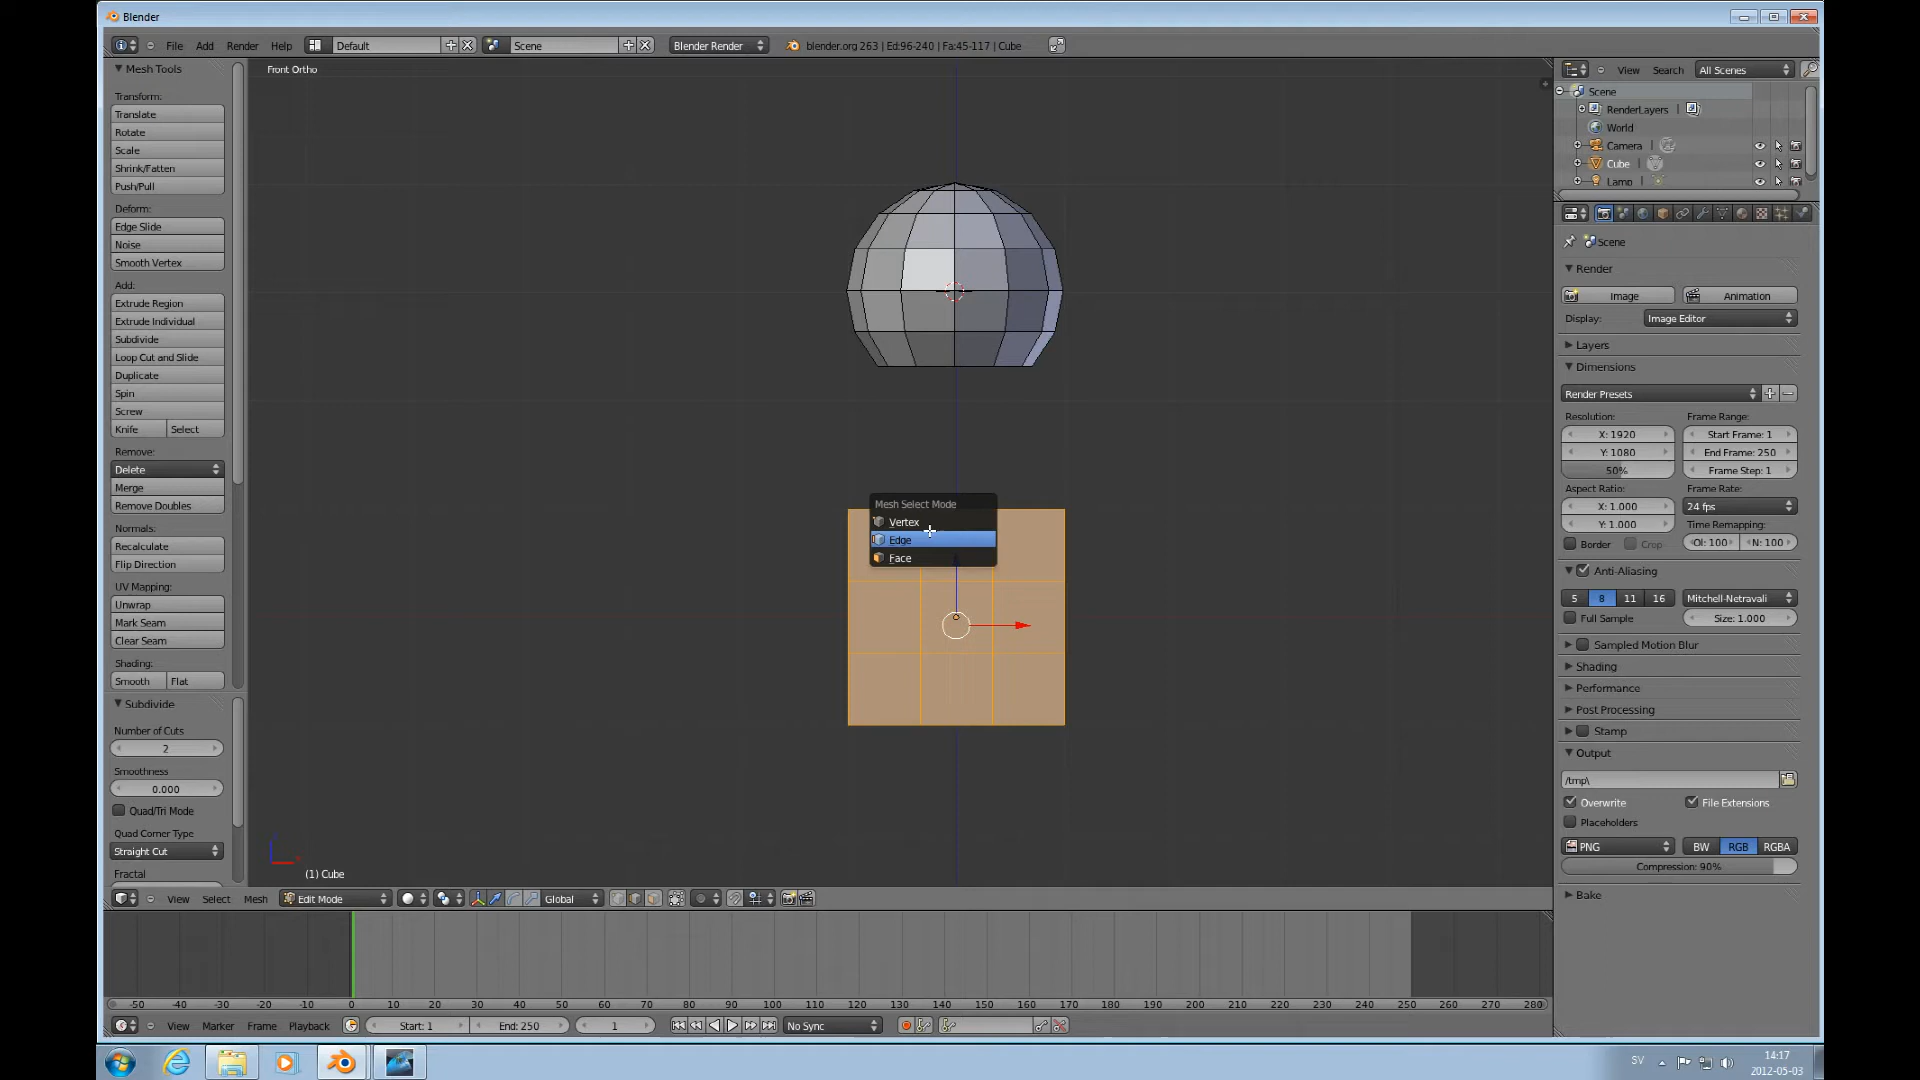 Blender
File Add Render Help Default Scene Blender Render blender.org 263 | Ed:96-240 | Fa:45-117 | Cube
Mesh Tools
Transform:
Translate
Rotate
Scale
Shrink/Fatten
Push/Pull
Deform:
Edge Slide
Noise
Smooth Vertex
Add:
Extrude Region
Extrude Individual
Subdivide
Loop Cut and Slide
Duplicate
Spin
Screw
Knife Select
Remove:
Delete
Merge
Remove Doubles
Normals:
Recalculate
Flip Direction
UV Mapping:
Unwrap
Mark Seam
Clear Seam
Shading:
Smooth Flat
Subdivide
Number of Cuts
2
Smoothness
0.000
Quad/Tri Mode
Quad Corner Type
Straight Cut
Fractal
Front Ortho
Mesh Select Mode
Vertex
Edge
Face
(1) Cube
View Select Mesh Edit Mode Global
View Search All Scenes
Scene
RenderLayers |
World
Camera |
Cube |
Lamp |
Scene
Render
Image Animation
Display: Image Editor
Layers
Dimensions
Render Presets
Resolution: Frame Range:
X: 1920 Start Frame: 1
Y: 1080 End Frame: 250
50% Frame Step: 1
Aspect Ratio: Frame Rate:
X: 1.000 24 fps
Y: 1.000 Time Remapping:
Border Crop Ol: 100 N: 100
Anti-Aliasing
5 8 11 16 Mitchell-Netravali
Full Sample Size: 1.000
Sampled Motion Blur
Shading
Performance
Post Processing
Stamp
Output
/tmp\
Overwrite File Extensions
Placeholders
PNG BW RGB RGBA
Compression: 90%
Bake
-50 -40 -30 -20 -10 0 10 20 30 40 50 60 70 80 90 100 110 120 130 140 150 160 170 180 190 200 210 220 230 240 250 260 270 280
View Marker Frame Playback Start: 1 End: 250 1 No Sync
SV 14:17
2012-05-03